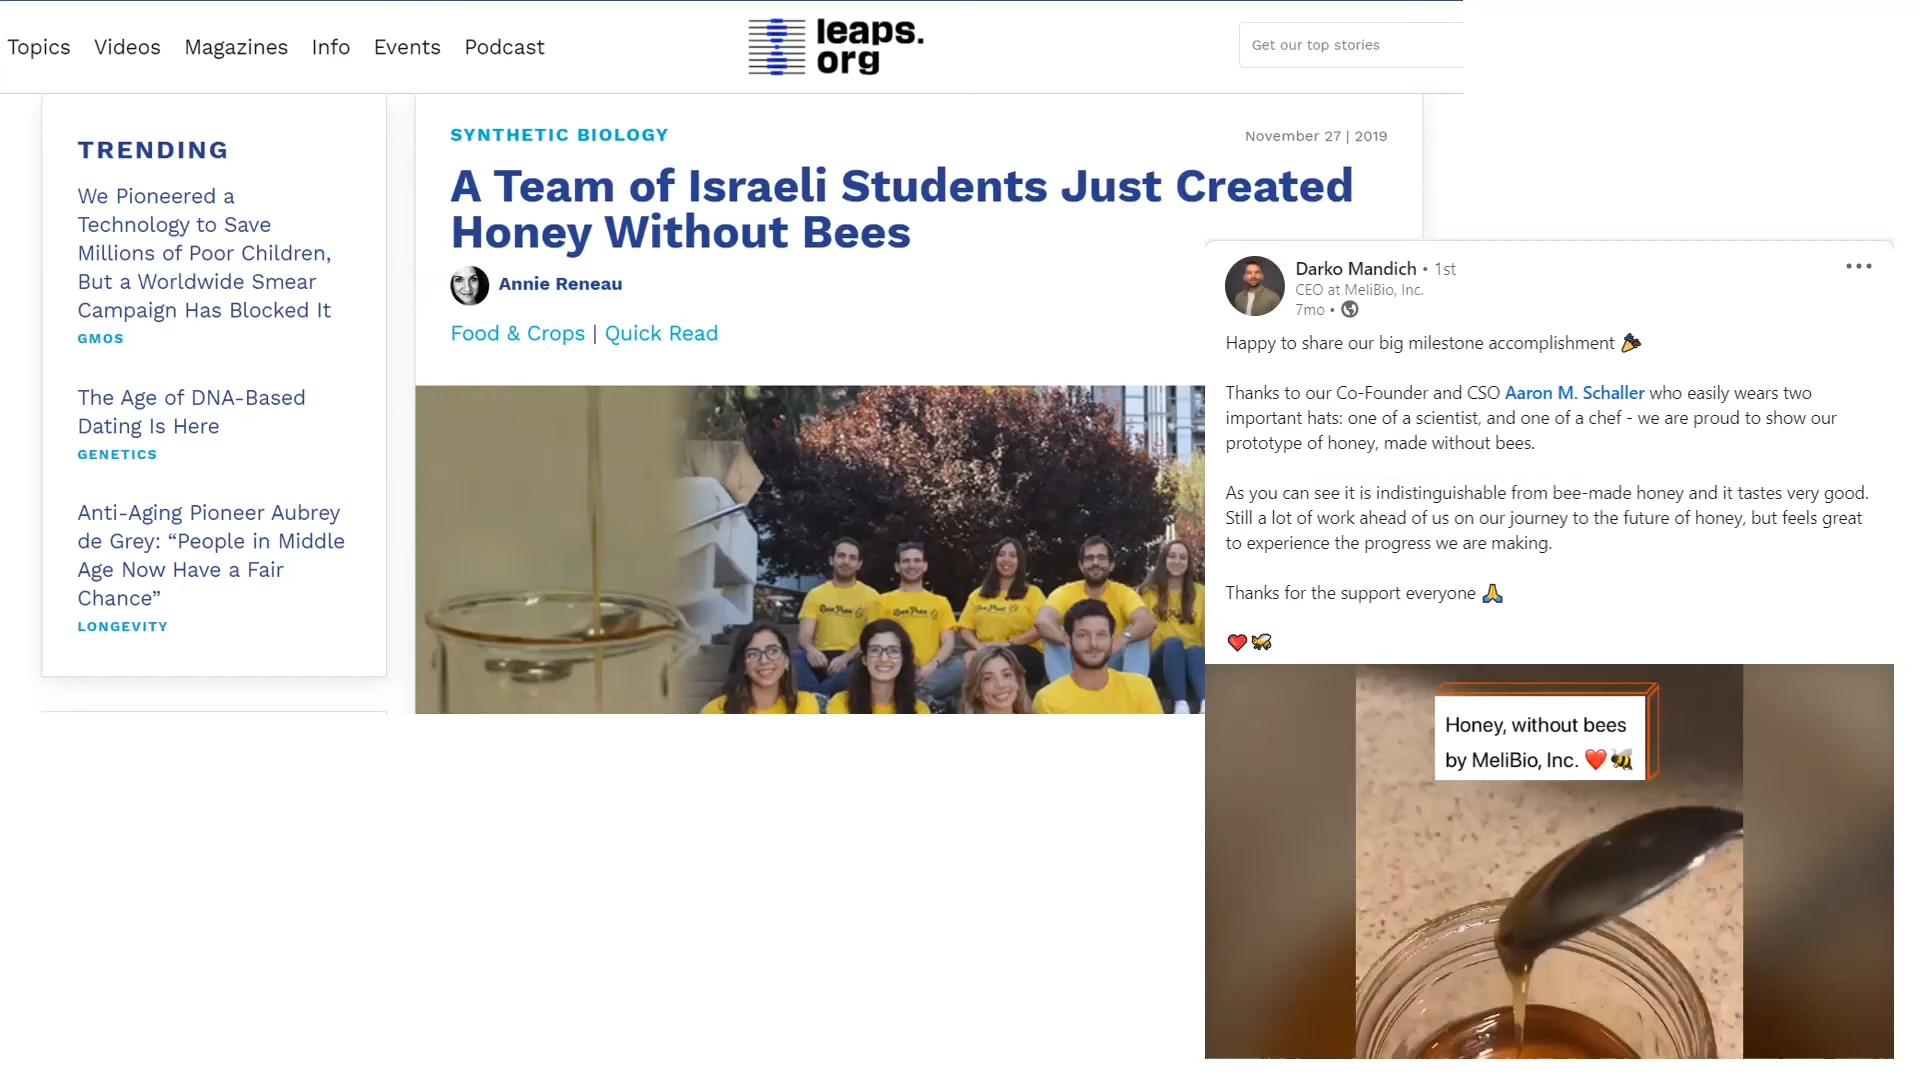 Topics Videos Magazines Info Events Podcast
leaps.
org
Get our top stories
TRENDING
We Pioneered a
Technology to Save
Millions of Poor Children,
But a Worldwide Smear
Campaign Has Blocked It
GMOS
The Age of DNA-Based
Dating Is Here
GENETICS
Anti-Aging Pioneer Aubrey
de Grey: “People in Middle
Age Now Have a Fair
Chance”
LONGEVITY
SYNTHETIC BIOLOGY
November 27 | 2019
A Team of Israeli Students Just Created
Honey Without Bees
Annie Reneau
Food & Crops | Quick Read
Darko Mandich • 1st
CEO at MeliBio, Inc.
7mo •
Happy to share our big milestone accomplishment 🎉
Thanks to our Co-Founder and CSO Aaron M. Schaller who easily wears two
important hats: one of a scientist, and one of a chef - we are proud to show our
prototype of honey, made without bees.
As you can see it is indistinguishable from bee-made honey and it tastes very good.
Still a lot of work ahead of us on our journey to the future of honey, but feels great
to experience the progress we are making.
Thanks for the support everyone 🙏
❤️🐝
Honey, without bees
by MeliBio, Inc. ❤️🐝